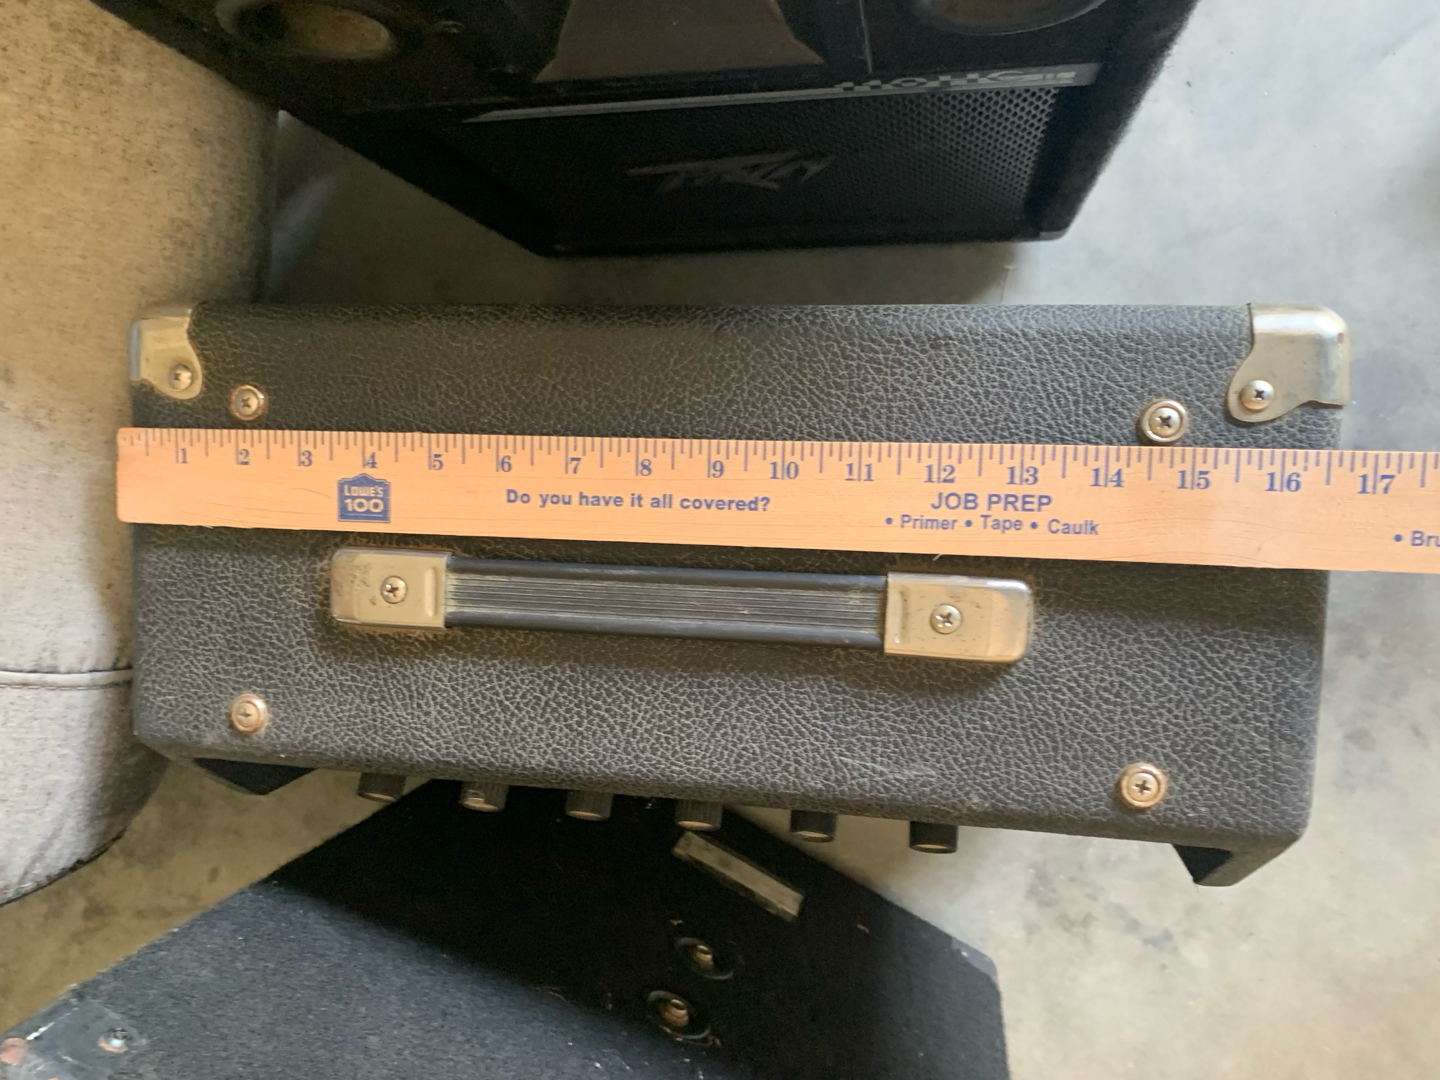 PEAVEY
1 2 3 4 5 6 7 8 9 10 11 12 13 14 15 16 17
LOWE'S
100
Do you have it all covered?
JOB PREP
• Primer • Tape • Caulk
• Bru